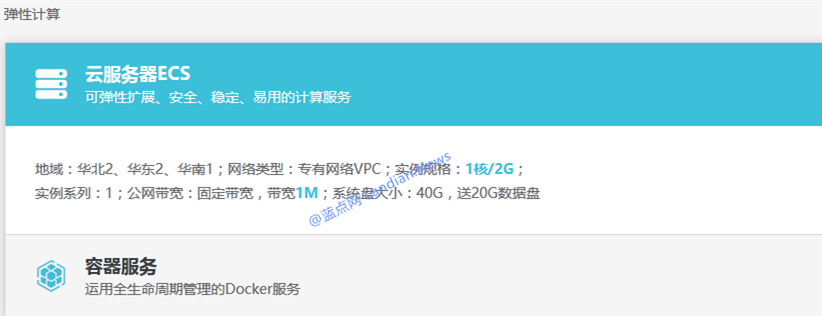 弹性计算
云服务器ECS
可弹性扩展、安全、稳定、易用的计算服务
地域：华北2、华东2、华南1；网络类型：专有网络VPC；实例规格：1核/2G；
实例系列：1；公网带宽：固定带宽，带宽1M；系统盘大小：40G，送20G数据盘
@蓝点网 Landian.News
容器服务
运用全生命周期管理的Docker服务